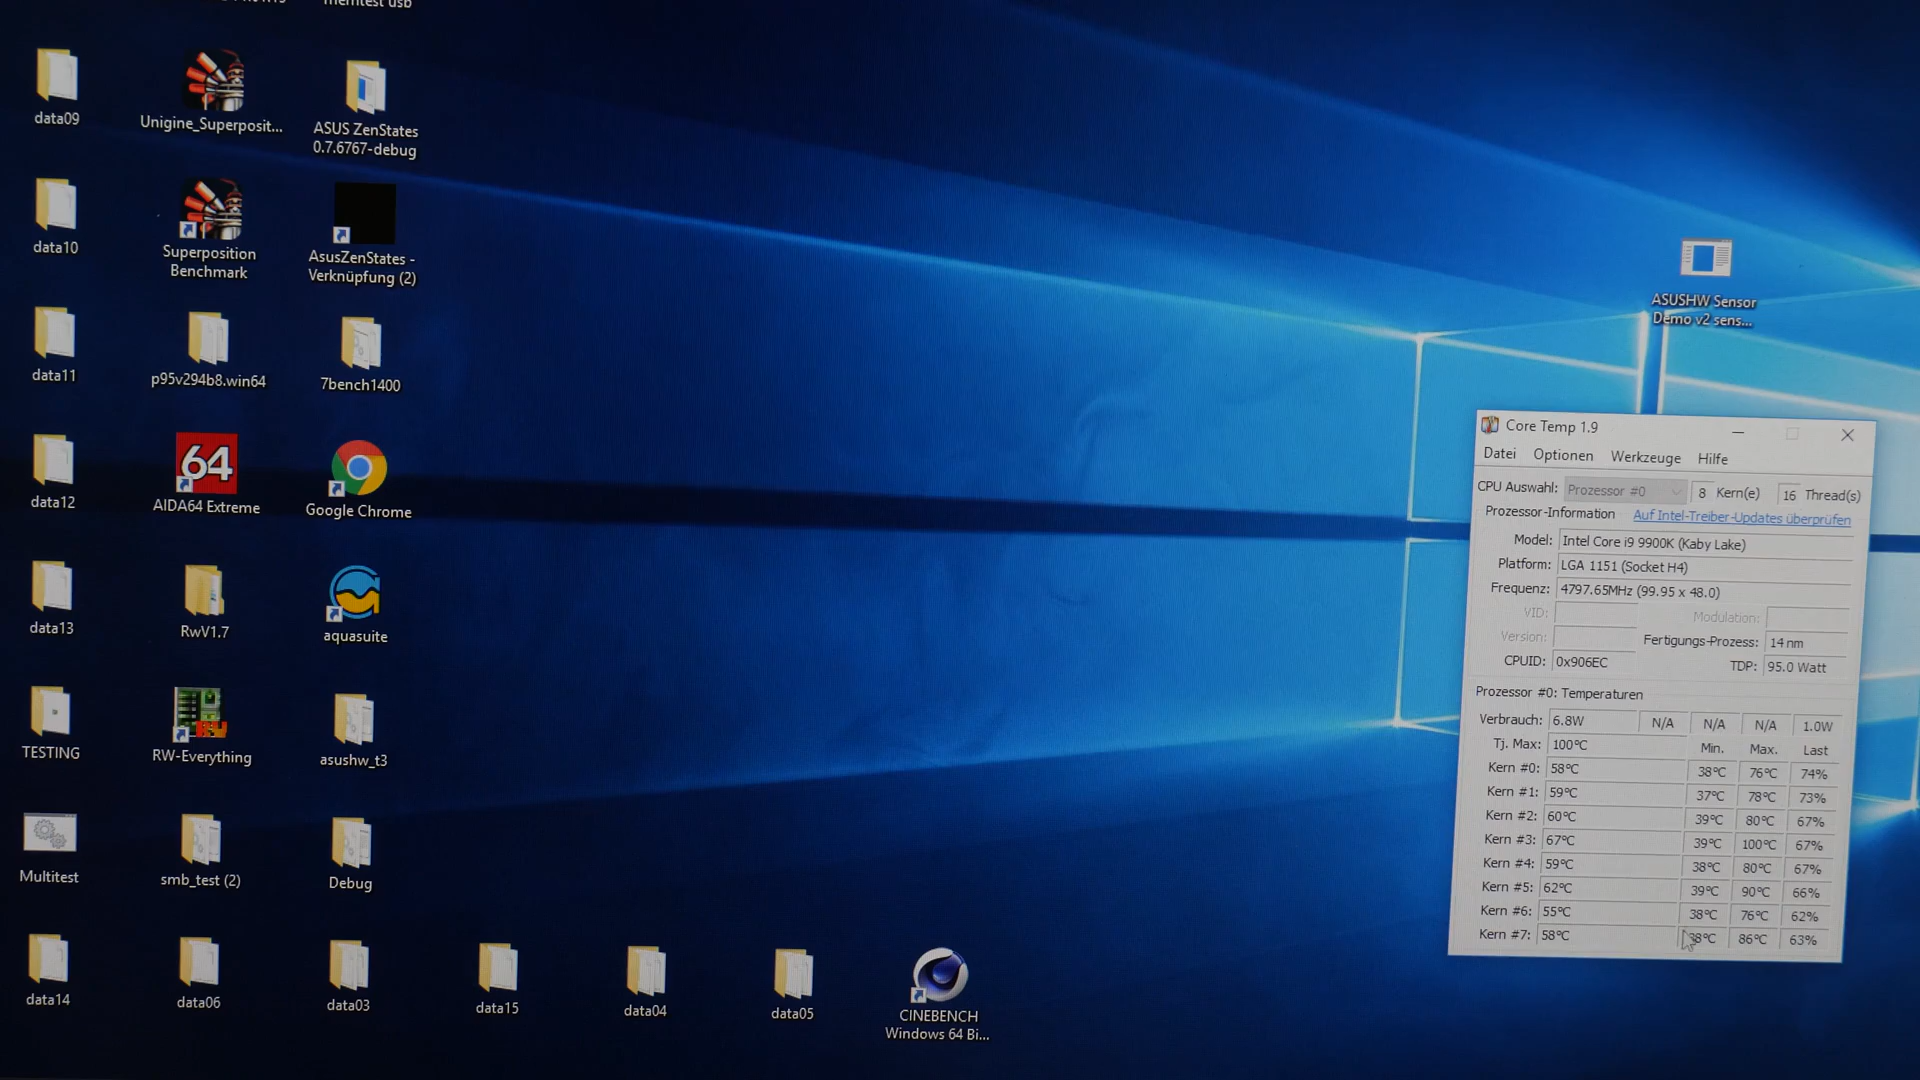 memtest usb
data09
Unigine_Superposit...
ASUS ZenStates
0.7.6767-debug
data10
Superposition
Benchmark
AsusZenStates -
Verknüpfung (2)
data11
p95v294b8.win64
7bench1400
data12
64
AIDA64 Extreme
Google Chrome
data13
RwV1.7
aquasuite
TESTING
RW-Everything
asushw_t3
Multitest
smb_test (2)
Debug
data14
data06
data03
data15
data04
data05
CINEBENCH
Windows 64 Bi...
ASUSHW Sensor
Demo v2 sens...
Core Temp 1.9
Datei Optionen Werkzeuge Hilfe
CPU Auswahl: Prozessor #0 8 Kern(e) 16 Thread(s)
Prozessor-Information Auf Intel-Treiber-Updates überprüfen
Model: Intel Core i9 9900K (Kaby Lake)
Platform: LGA 1151 (Socket H4)
Frequenz: 4797.65MHz (99.95 x 48.0)
VID: Modulation:
Version: Fertigungs-Prozess: 14 nm
CPUID: 0x906EC TDP: 95.0 Watt
Prozessor #0: Temperaturen
Verbrauch: 6.8W N/A N/A N/A 1.0W
Tj. Max: 100°C Min. Max. Last
Kern #0: 58°C 38°C 76°C 74%
Kern #1: 59°C 37°C 78°C 73%
Kern #2: 60°C 39°C 80°C 67%
Kern #3: 67°C 39°C 100°C 67%
Kern #4: 59°C 38°C 80°C 67%
Kern #5: 62°C 39°C 90°C 66%
Kern #6: 55°C 38°C 76°C 62%
Kern #7: 58°C 38°C 86°C 63%